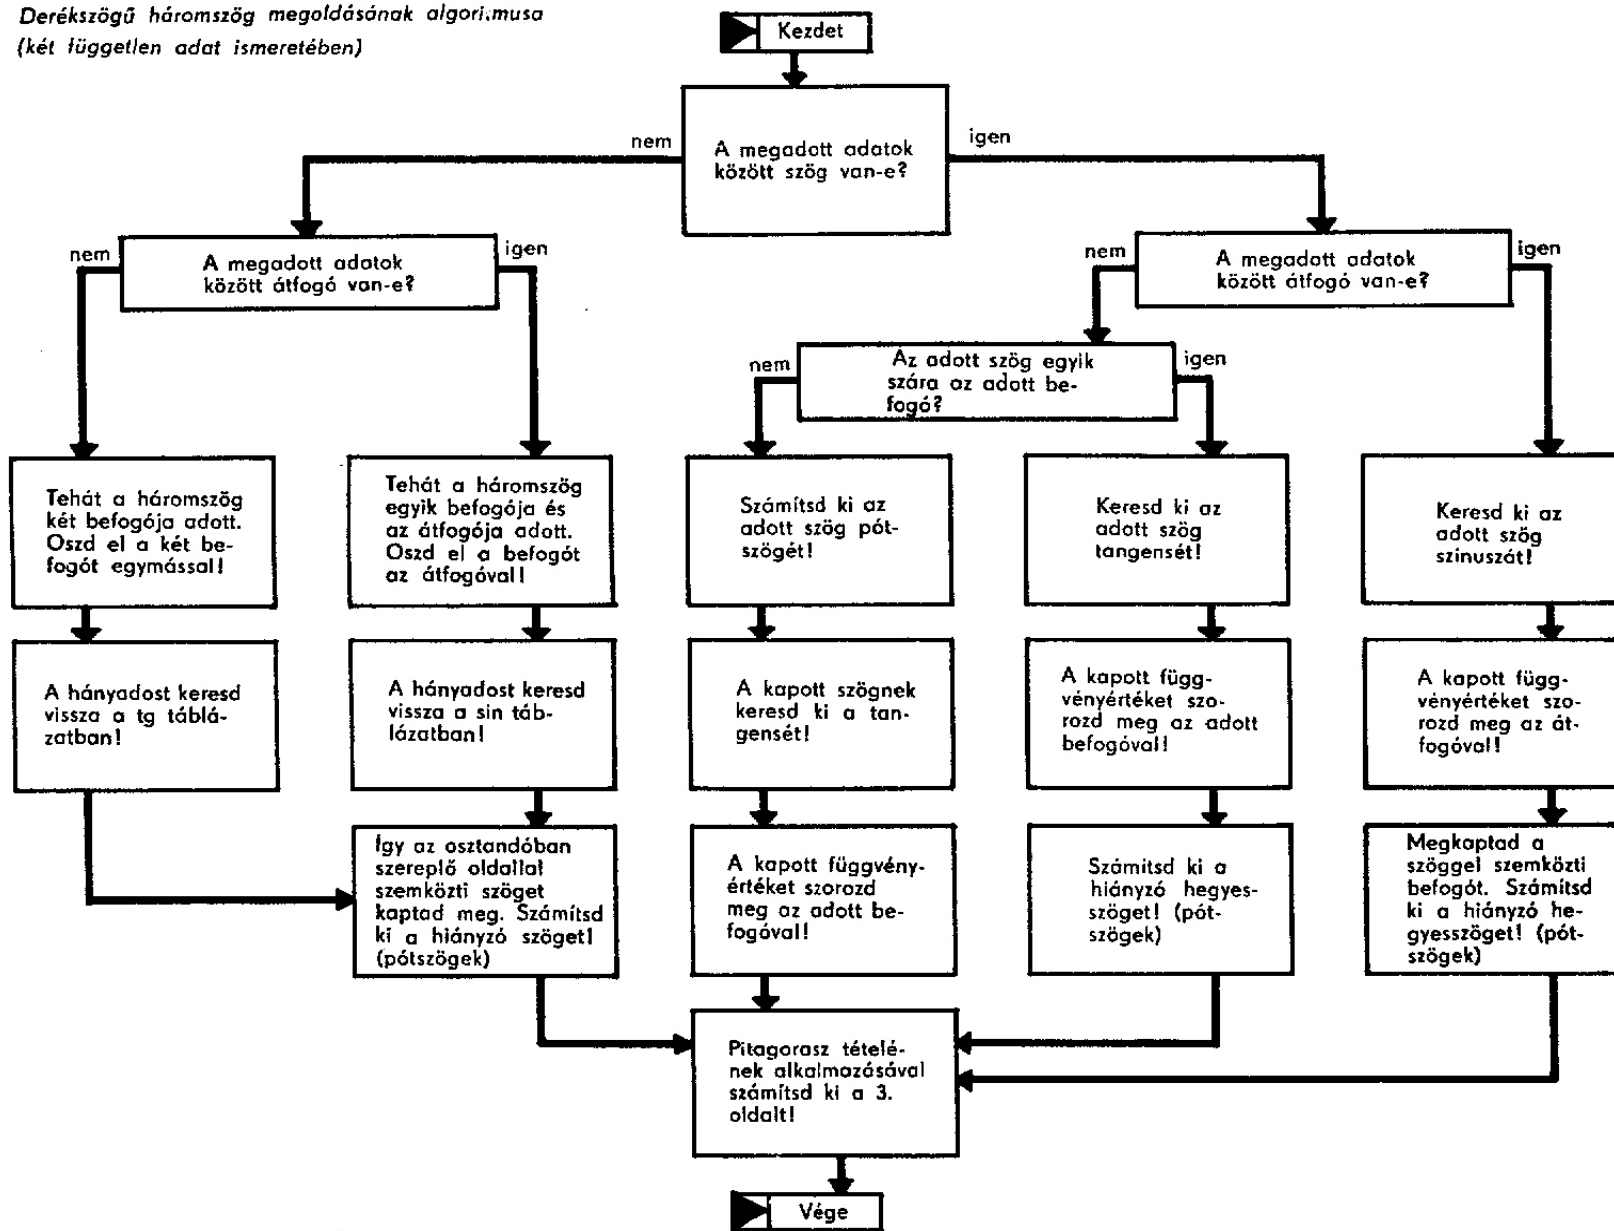 Derékszögű háromszög megoldásának algori.musa
(két független adat ismeretében)
Kezdet
A megadott adatok
között szög van-e?
nem
igen
A megadott adatok
között átfogó van-e?
nem
igen
A megadott adatok
között átfogó van-e?
nem
igen
Az adott szög egyik
szára az adott be-
fogó?
nem
igen
Tehát a háromszög
két befogója adott.
Oszd el a két be-
fogót egymással!
Tehát a háromszög
egyik befogója és
az átfogója adott.
Oszd el a befogót
az átfogóval!
Számítsd ki az
adott szög pót-
szögét!
Keresd ki az
adott szög
tangensét!
Keresd ki az
adott szög
szinuszát!
A hányadost keresd
vissza a tg táblá-
zatban!
A hányadost keresd
vissza a sin táb-
lázatban!
A kapott szögnek
keresd ki a tan-
gensét!
A kapott függ-
vényértéket szo-
rozd meg az adott
befogóval!
A kapott függ-
vényértéket szo-
rozd meg az át-
fogóval!
Így az osztandóban
szereplő oldallal
szemközti szöget
kaptad meg. Számítsd
ki a hiányzó szöget!
(pótszögek)
A kapott függvény-
értéket szorozd
meg az adott be-
fogóval!
Számítsd ki a
hiányzó hegyes-
szöget! (pót-
szögek)
Megkaptad a
szöggel szemközti
befogót. Számítsd
ki a hiányzó he-
gyesszöget! (pót-
szögek)
Pitagorasz tételé-
nek alkalmazásával
számítsd ki a 3.
oldalt!
Vége